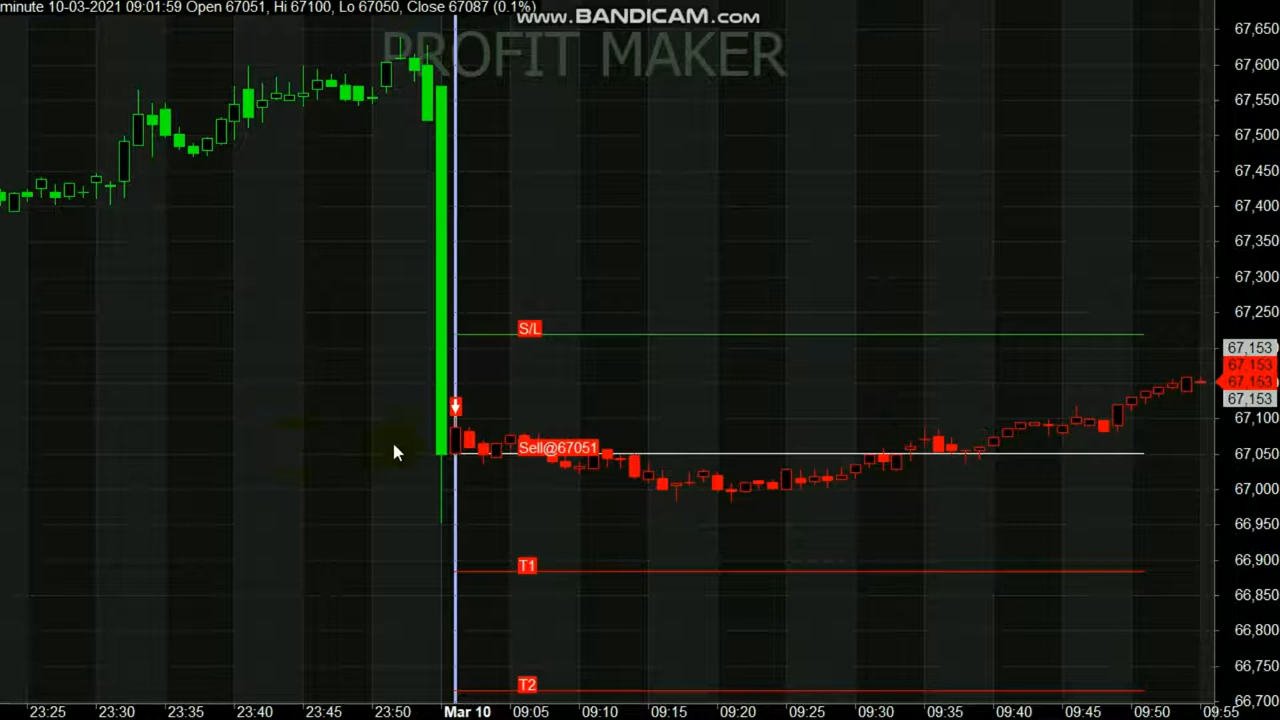 minute 10-03-2021 09:01:59 Open 67051, Hi 67100, Lo 67050, Close 67087 (0.1%)
www.BANDICAM.com
PROFIT MAKER
67,650
67,600
67,550
67,500
67,450
67,400
67,350
67,300
67,250
S/L
67,153
67,153
67,153
67,153
67,100
Sell@67051
67,050
67,000
66,950
66,900
T1
66,850
66,800
66,750
T2
66,700
23:25 23:30 23:35 23:40 23:45 23:50 Mar 10 09:05 09:10 09:15 09:20 09:25 09:30 09:35 09:40 09:45 09:50 09:55